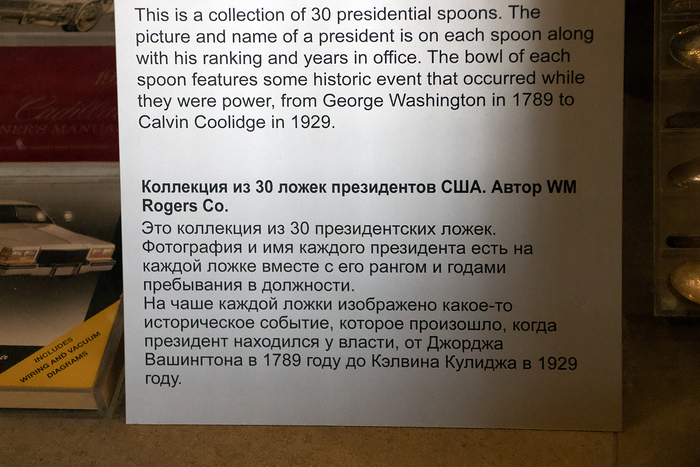 This is a collection of 30 presidential spoons. The
picture and name of a president is on each spoon along
with his ranking and years in office. The bowl of each
spoon features some historic event that occurred while
they were power, from George Washington in 1789 to
Calvin Coolidge in 1929.
Коллекция из 30 ложек президентов США. Автор WM
Rogers Co.
Это коллекция из 30 президентских ложек.
Фотография и имя каждого президента есть на
каждой ложке вместе с его рангом и годами
пребывания в должности.
На чаше каждой ложки изображено какое-то
историческое событие, которое произошло, когда
президент находился у власти, от Джорджа
Вашингтона в 1789 году до Кэлвина Кулиджа в 1929
году.
Cadillac
NER'S MANUAL
INCLUDES
WIRING AND VACUUM
DIAGRAMS